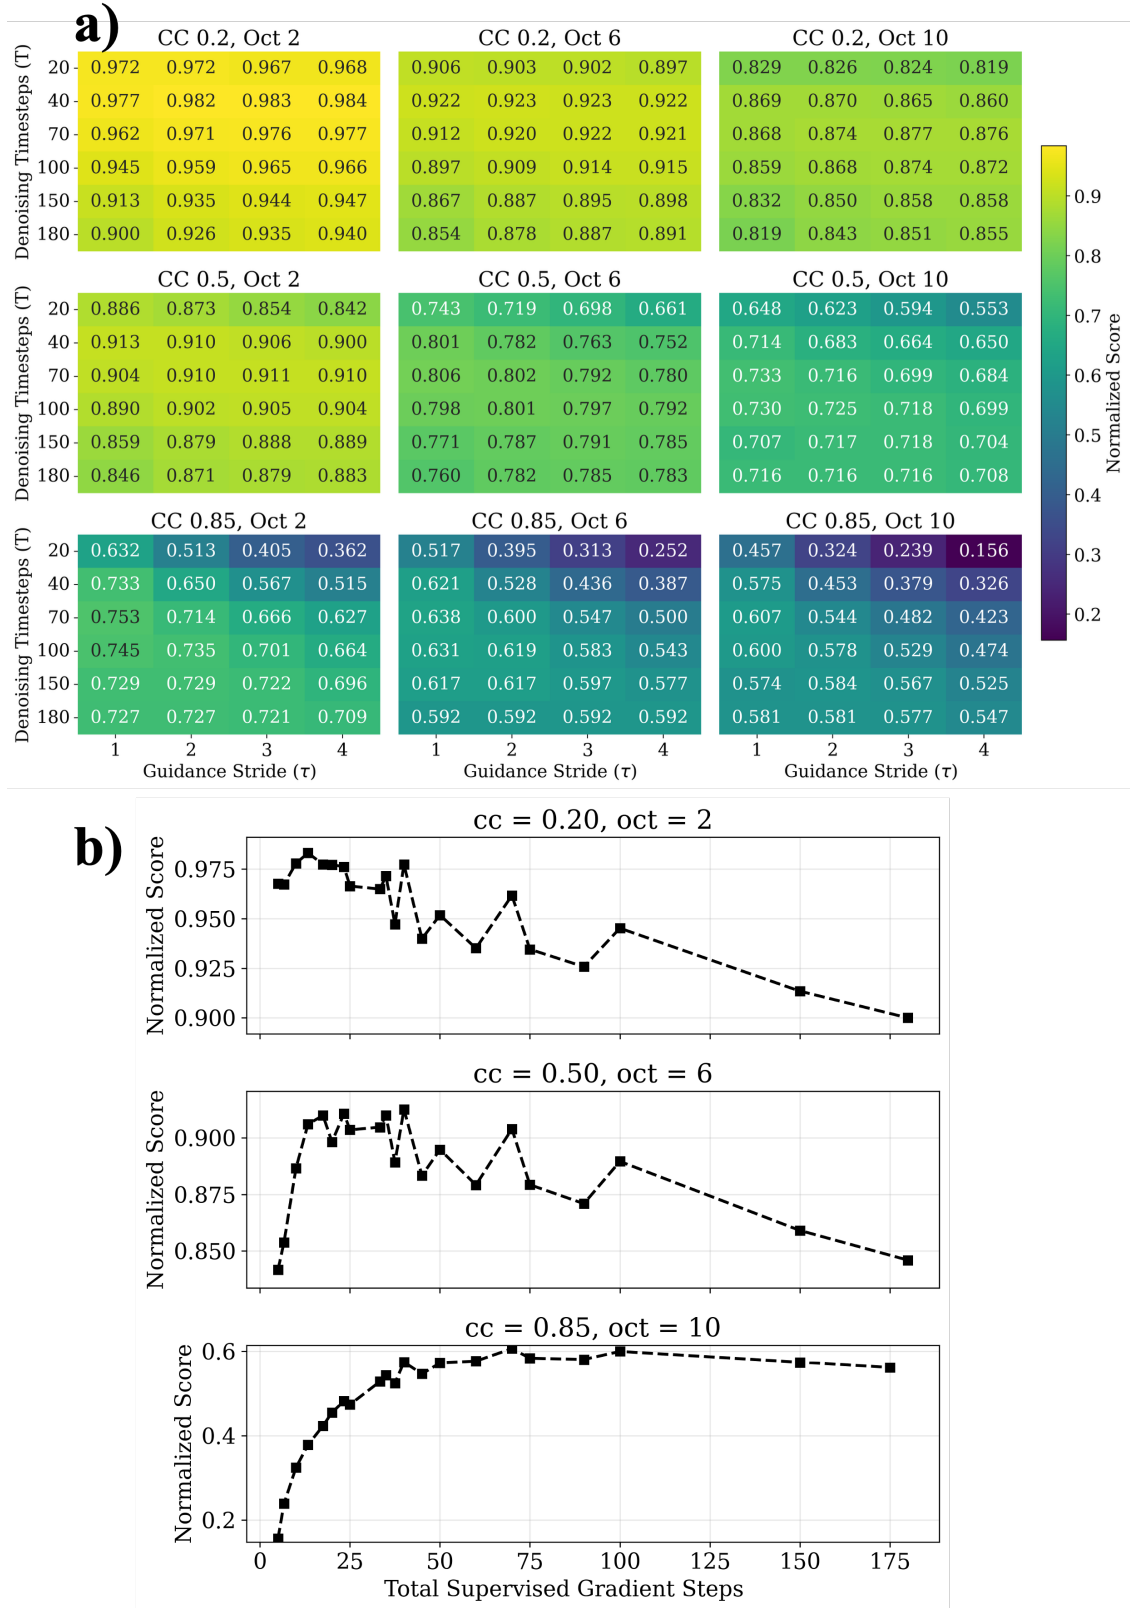 a)
CC 0.2, Oct 2 CC 0.2, Oct 6 CC 0.2, Oct 10
Denoising Timesteps (T)
20 0.972 0.972 0.967 0.968 0.906 0.903 0.902 0.897 0.829 0.826 0.824 0.819
40 0.977 0.982 0.983 0.984 0.922 0.923 0.923 0.922 0.869 0.870 0.865 0.860
70 0.962 0.971 0.976 0.977 0.912 0.920 0.922 0.921 0.868 0.874 0.877 0.876
100 0.945 0.959 0.965 0.966 0.897 0.909 0.914 0.915 0.859 0.868 0.874 0.872
150 0.913 0.935 0.944 0.947 0.867 0.887 0.895 0.898 0.832 0.850 0.858 0.858
180 0.900 0.926 0.935 0.940 0.854 0.878 0.887 0.891 0.819 0.843 0.851 0.855
CC 0.5, Oct 2 CC 0.5, Oct 6 CC 0.5, Oct 10
Denoising Timesteps (T)
20 0.886 0.873 0.854 0.842 0.743 0.719 0.698 0.661 0.648 0.623 0.594 0.553
40 0.913 0.910 0.906 0.900 0.801 0.782 0.763 0.752 0.714 0.683 0.664 0.650
70 0.904 0.910 0.911 0.910 0.806 0.802 0.792 0.780 0.733 0.716 0.699 0.684
100 0.890 0.902 0.905 0.904 0.798 0.801 0.797 0.792 0.730 0.725 0.718 0.699
150 0.859 0.879 0.888 0.889 0.771 0.787 0.791 0.785 0.707 0.717 0.718 0.704
180 0.846 0.871 0.879 0.883 0.760 0.782 0.785 0.783 0.716 0.716 0.716 0.708
CC 0.85, Oct 2 CC 0.85, Oct 6 CC 0.85, Oct 10
Denoising Timesteps (T)
20 0.632 0.513 0.405 0.362 0.517 0.395 0.313 0.252 0.457 0.324 0.239 0.156
40 0.733 0.650 0.567 0.515 0.621 0.528 0.436 0.387 0.575 0.453 0.379 0.326
70 0.753 0.714 0.666 0.627 0.638 0.600 0.547 0.500 0.607 0.544 0.482 0.423
100 0.745 0.735 0.701 0.664 0.631 0.619 0.583 0.543 0.600 0.578 0.529 0.474
150 0.729 0.729 0.722 0.696 0.617 0.617 0.597 0.577 0.574 0.584 0.567 0.525
180 0.727 0.727 0.721 0.709 0.592 0.592 0.592 0.592 0.581 0.581 0.577 0.547
1 2 3 4 1 2 3 4 1 2 3 4
Guidance Stride (τ) Guidance Stride (τ) Guidance Stride (τ)
0.9
0.8
0.7
0.6
0.5
0.4
0.3
0.2
Normalized Score
b)
cc = 0.20, oct = 2
Normalized Score
0.975
0.950
0.925
0.900
cc = 0.50, oct = 6
Normalized Score
0.900
0.875
0.850
cc = 0.85, oct = 10
Normalized Score
0.6
0.4
0.2
0 25 50 75 100 125 150 175
Total Supervised Gradient Steps